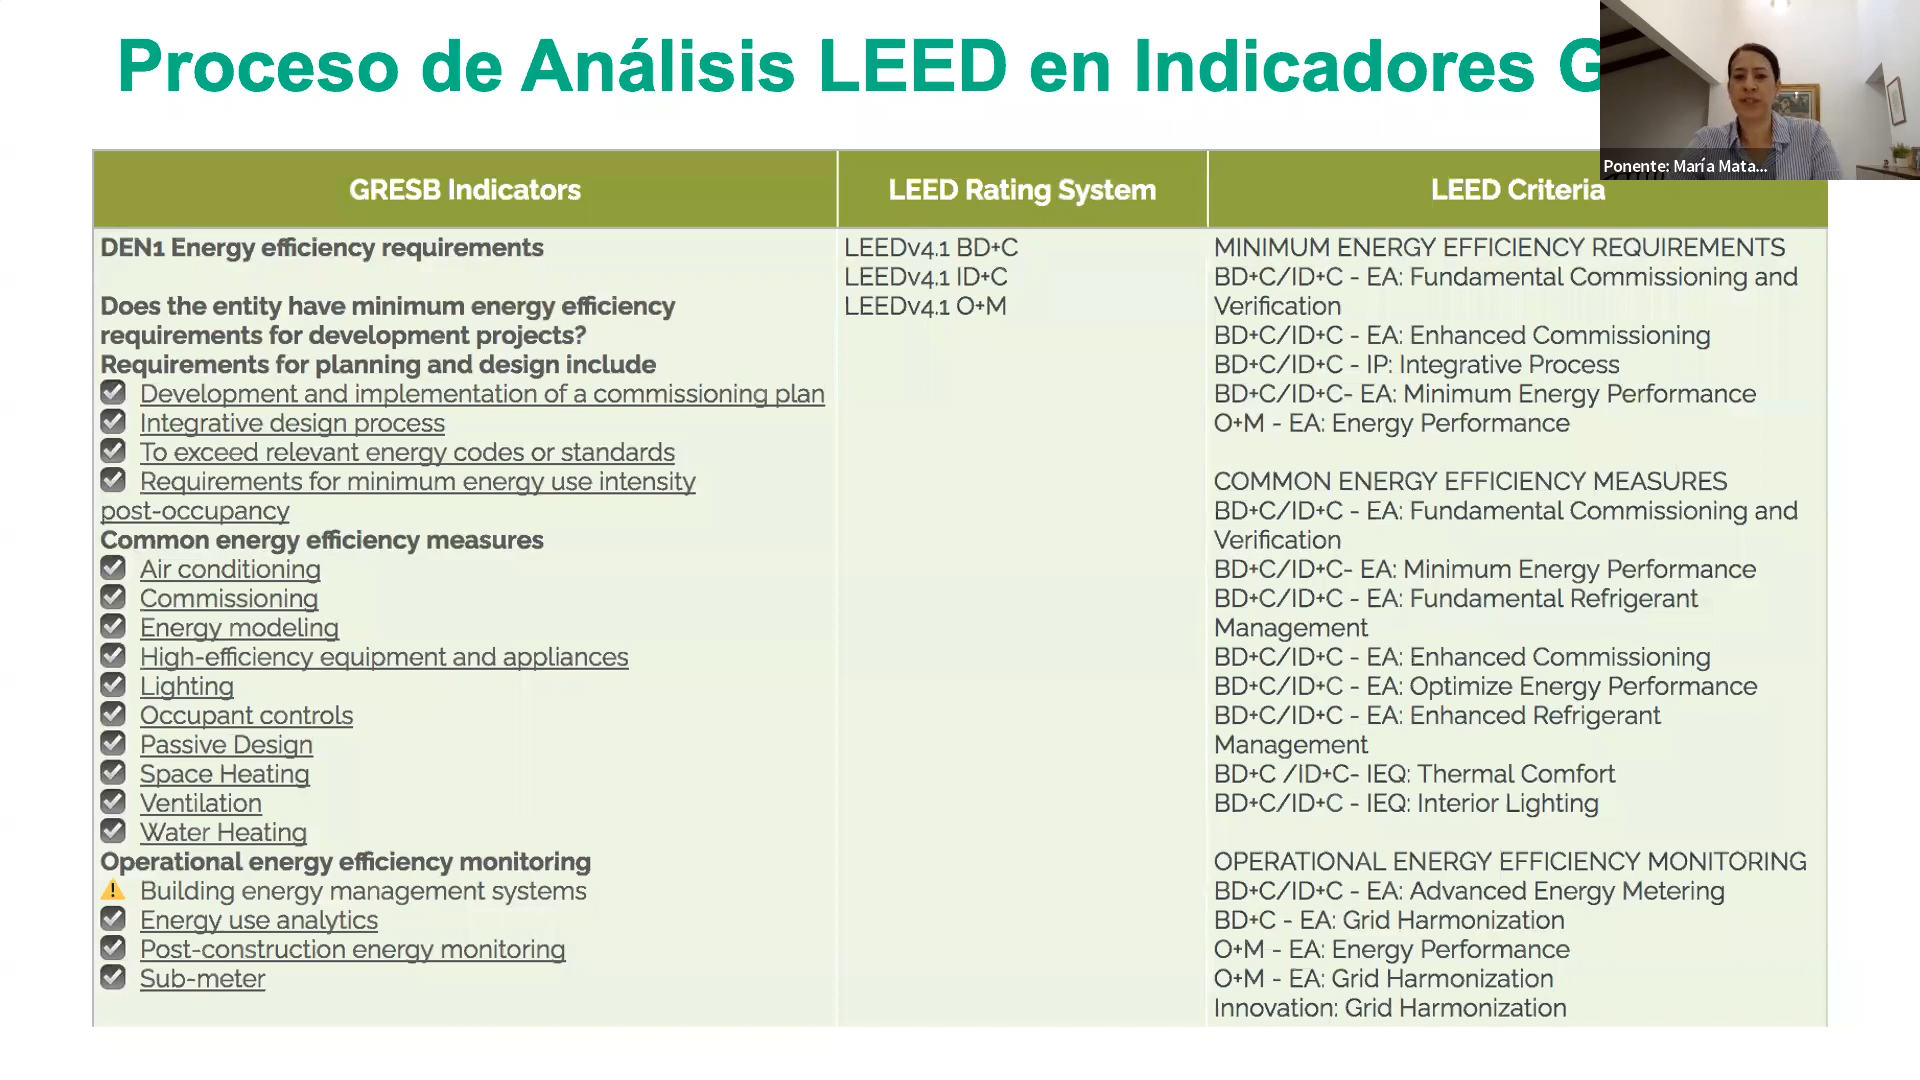 Proceso de Análisis LEED en Indicadores G
Ponente: María Mata...
GRESB Indicators
LEED Rating System
LEED Criteria
DEN1 Energy efficiency requirements
Does the entity have minimum energy efficiency
requirements for development projects?
Requirements for planning and design include
Development and implementation of a commissioning plan
Integrative design process
To exceed relevant energy codes or standards
Requirements for minimum energy use intensity
post-occupancy
Common energy efficiency measures
Air conditioning
Commissioning
Energy modeling
High-efficiency equipment and appliances
Lighting
Occupant controls
Passive Design
Space Heating
Ventilation
Water Heating
Operational energy efficiency monitoring
Building energy management systems
Energy use analytics
Post-construction energy monitoring
Sub-meter
LEEDv4.1 BD+C
LEEDv4.1 ID+C
LEEDv4.1 O+M
MINIMUM ENERGY EFFICIENCY REQUIREMENTS
BD+C/ID+C - EA: Fundamental Commissioning and
Verification
BD+C/ID+C - EA: Enhanced Commissioning
BD+C/ID+C - IP: Integrative Process
BD+C/ID+C- EA: Minimum Energy Performance
O+M - EA: Energy Performance
COMMON ENERGY EFFICIENCY MEASURES
BD+C/ID+C - EA: Fundamental Commissioning and
Verification
BD+C/ID+C- EA: Minimum Energy Performance
BD+C/ID+C - EA: Fundamental Refrigerant
Management
BD+C/ID+C - EA: Enhanced Commissioning
BD+C/ID+C - EA: Optimize Energy Performance
BD+C/ID+C - EA: Enhanced Refrigerant
Management
BD+C /ID+C- IEQ: Thermal Comfort
BD+C/ID+C - IEQ: Interior Lighting
OPERATIONAL ENERGY EFFICIENCY MONITORING
BD+C/ID+C - EA: Advanced Energy Metering
BD+C - EA: Grid Harmonization
O+M - EA: Energy Performance
O+M - EA: Grid Harmonization
Innovation: Grid Harmonization